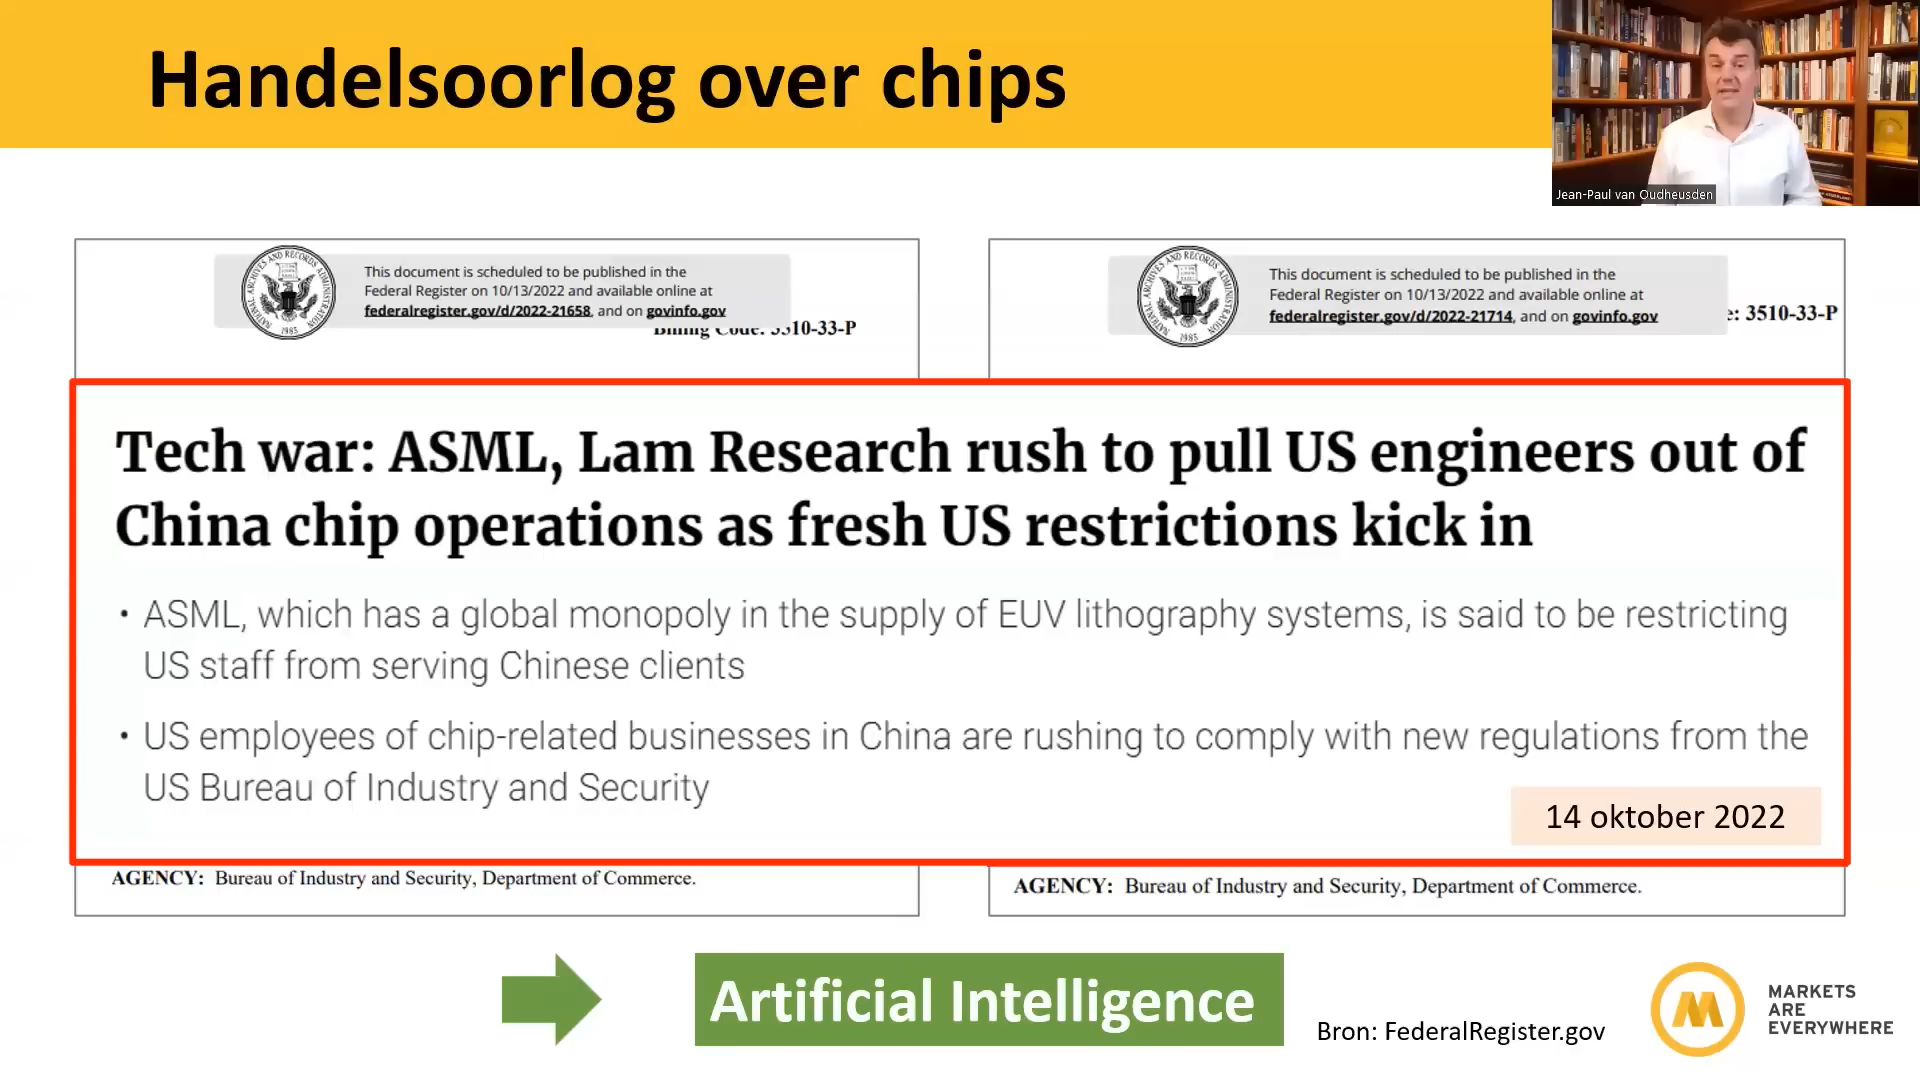 Handelsoorlog over chips
Jean-Paul van Oudheusden
This document is scheduled to be published in the
Federal Register on 10/13/2022 and available online at
federalregister.gov/d/2022-21658, and on govinfo.gov
Billing Code: 3510-33-P
This document is scheduled to be published in the
Federal Register on 10/13/2022 and available online at
federalregister.gov/d/2022-21714, and on govinfo.gov
e: 3510-33-P
Tech war: ASML, Lam Research rush to pull US engineers out of
China chip operations as fresh US restrictions kick in
• ASML, which has a global monopoly in the supply of EUV lithography systems, is said to be restricting
US staff from serving Chinese clients
• US employees of chip-related businesses in China are rushing to comply with new regulations from the
US Bureau of Industry and Security
14 oktober 2022
AGENCY: Bureau of Industry and Security, Department of Commerce.
AGENCY: Bureau of Industry and Security, Department of Commerce.
Artificial Intelligence
Bron: FederalRegister.gov
MARKETS
ARE
EVERYWHERE